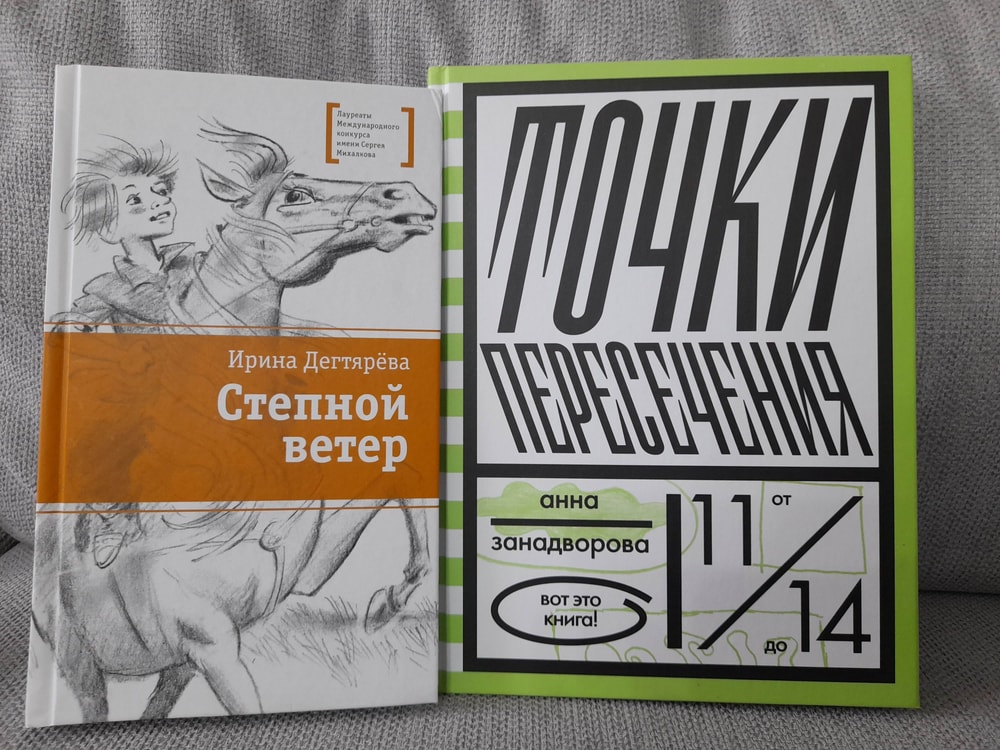 Лауреаты
Международного
конкурса
имени Сергея
Михалкова
Ирина Дегтярёва
Степной
ветер
ТОЧКИ
ПЕРЕСЕЧЕНИЯ
анна
занадворова
ВОТ ЭТО
КНИГА!
11 от
до 14